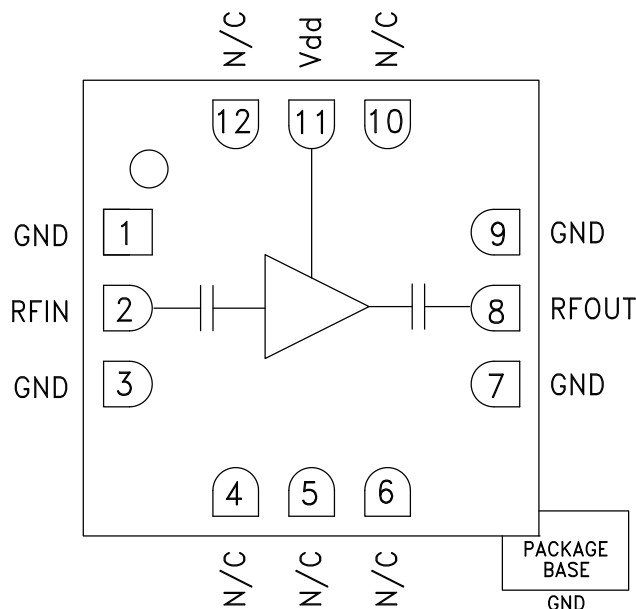 N/C Vdd N/C
12 11 10
GND 1 9 GND
RFIN 2 8 RFOUT
GND 3 7 GND
4 5 6
N/C N/C N/C
PACKAGE
BASE
GND